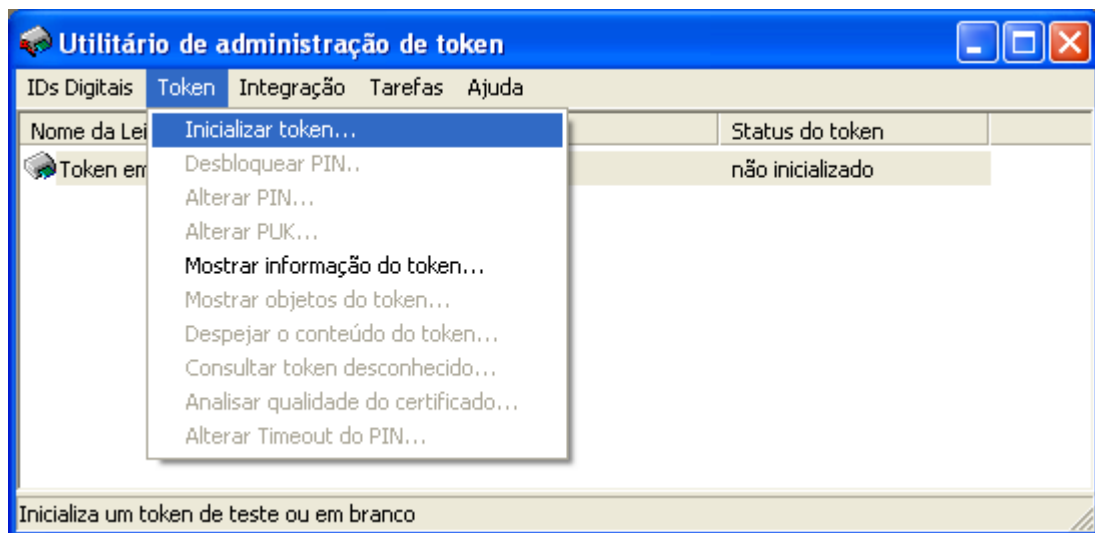 Utilitário de administração de token
IDs Digitais Token Integração Tarefas Ajuda
Nome da Lei Status do token
Token em não inicializado
Inicializar token...
Desbloquear PIN..
Alterar PIN...
Alterar PUK...
Mostrar informação do token...
Mostrar objetos do token...
Despejar o conteúdo do token...
Consultar token desconhecido...
Analisar qualidade do certificado...
Alterar Timeout do PIN...
Inicializa um token de teste ou em branco